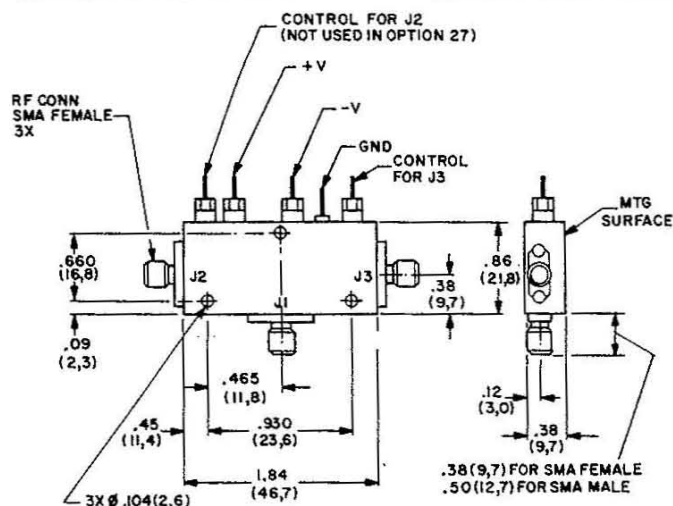 CONTROL FOR J2
(NOT USED IN OPTION 27)
+V
RF CONN
SMA FEMALE
3X
-V
GND
CONTROL
FOR J3
MTG
SURFACE
.660
(16,8)
J2
J3
J1
.86
(21,8)
.38
(9,7)
.09
(2,3)
.465
(11,8)
.12
(3,0)
.45
(11,4)
.930
(23,6)
.38
(9,7)
1.84
(46,7)
.38(9,7) FOR SMA FEMALE
.50(12,7) FOR SMA MALE
3X Ø .104(2,6)